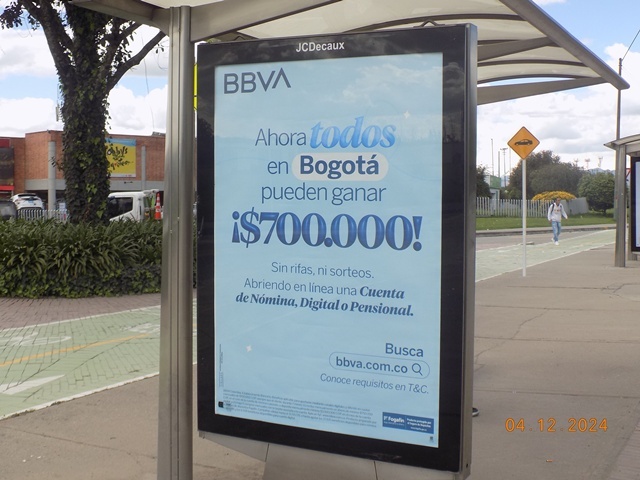 JCDecaux
BBVA
Ahora todos
en Bogotá
pueden ganar
¡$700.000!
Sin rifas, ni sorteos.
Abriendo en línea una Cuenta
de Nómina, Digital o Pensional.
Busca
bbva.com.co
Conoce requisitos en T&C.
Fogafín
04.12.2024